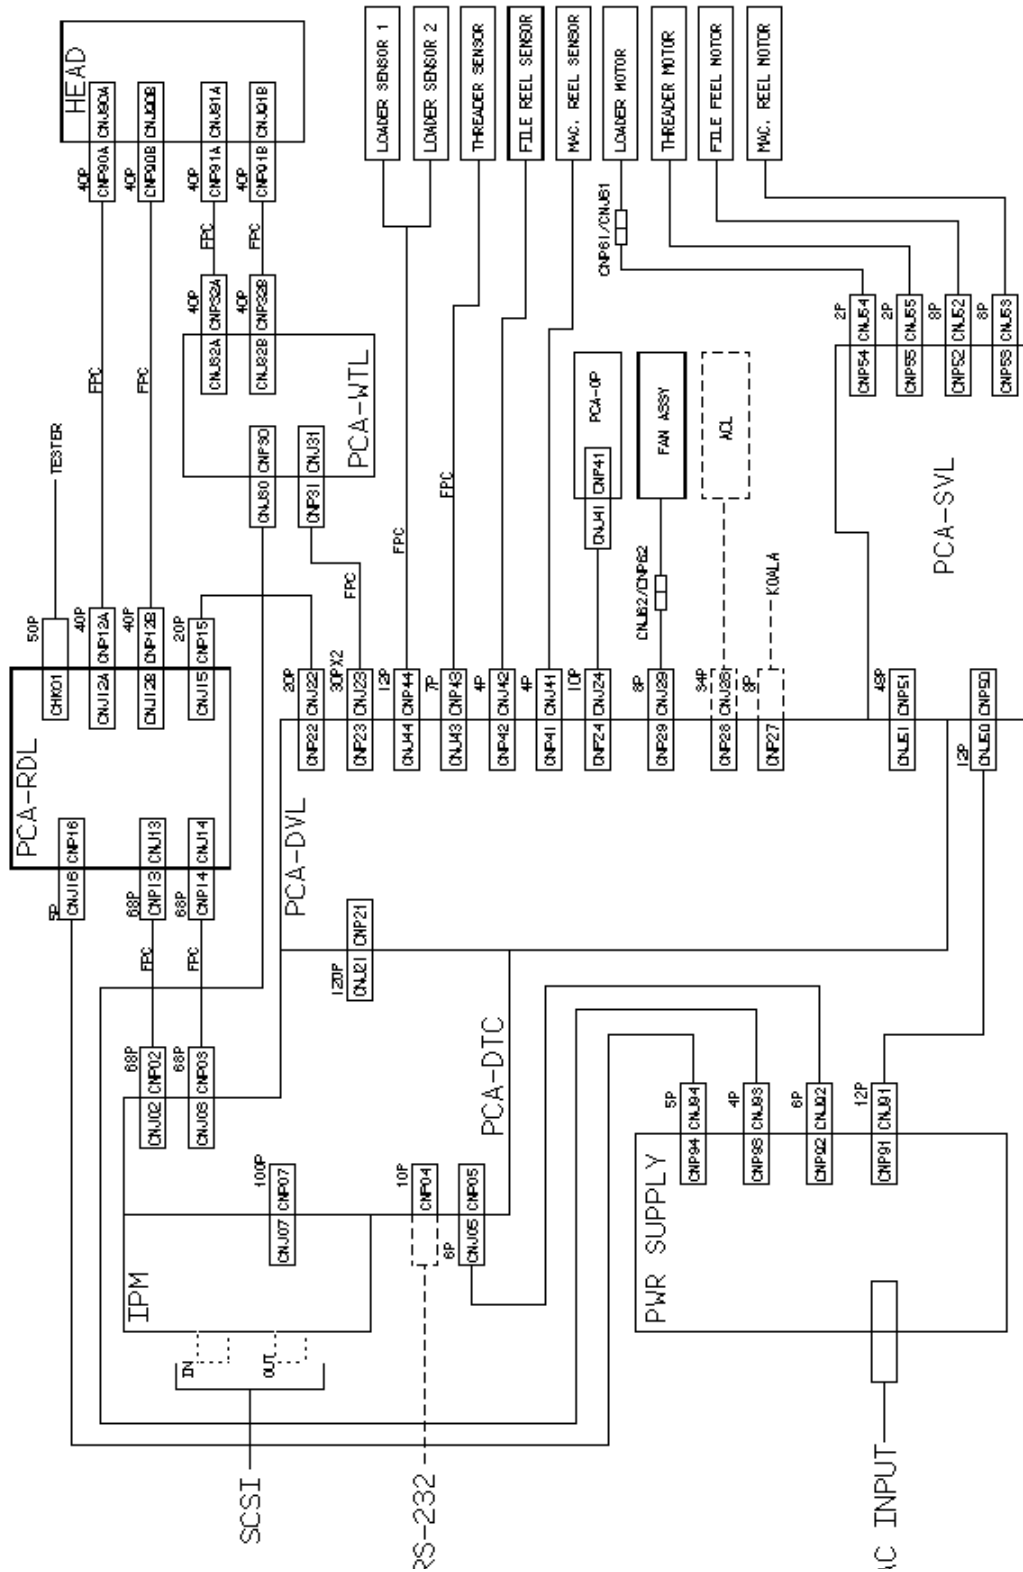 HEAD
CNJ90A
CNP90A
40P
CNJ90B
CNP90B
40P
CNJ91A
CNP91A
40P
CNJ91B
CNP91B
40P
FPC
FPC
FPC
FPC
40P
CNP32A
CNJ32A
40P
CNP32B
CNJ32B
PCA-WTL
CNP30
CNJ30
CNJ31
CNP31
FPC
TESTER
LOADER SENSOR 1
LOADER SENSOR 2
THREADER SENSOR
FILE REEL SENSOR
MAC. REEL SENSOR
LOADER MOTOR
THREADER MOTOR
FILE FEEL MOTOR
MAC. REEL MOTOR
CNP61/CNJ61
FPC
FPC
PCA-OP
CNP41
CNJ41
FAN ASSY
CNJ62/CNP62
ACL
KOALA
2P
CNJ54
CNP54
2P
CNJ55
CNP55
8P
CNJ52
CNP52
8P
CNJ53
CNP53
PCA-SVL
50P
CHK01
40P
CNP12A
CNJ12A
40P
CNP12B
CNJ12B
20P
CNP15
CNJ15
PCA-RDL
CNP16
CNJ16
5P
CNJ13
CNP13
68P
CNJ14
CNP14
68P
FPC
FPC
20P
CNJ22
CNP22
30PX2
CNJ23
CNP23
12P
CNP44
CNJ44
7P
CNP43
CNJ43
4P
CNJ42
CNP42
4P
CNJ41
CNP41
10P
CNJ24
CNP24
8P
CNJ29
CNP29
34P
CNJ28
CNP28
CNP27
CNP51
CNJ51
CNP50
CNJ50
12P
PCA-DVL
CNP21
CNJ21
120P
68P
CNP02
CNJ02
68P
CNP03
CNJ03
PCA-DTC
100P
CNP07
CNJ07
10P
CNP04
CNP05
CNJ05
6P
IPM
IN
OUT
SCSI
RS-232
5P
CNJ94
CNP94
4P
CNJ93
CNP93
6P
CNJ92
CNP92
12P
CNJ91
CNP91
PWR SUPPLY
AC INPUT